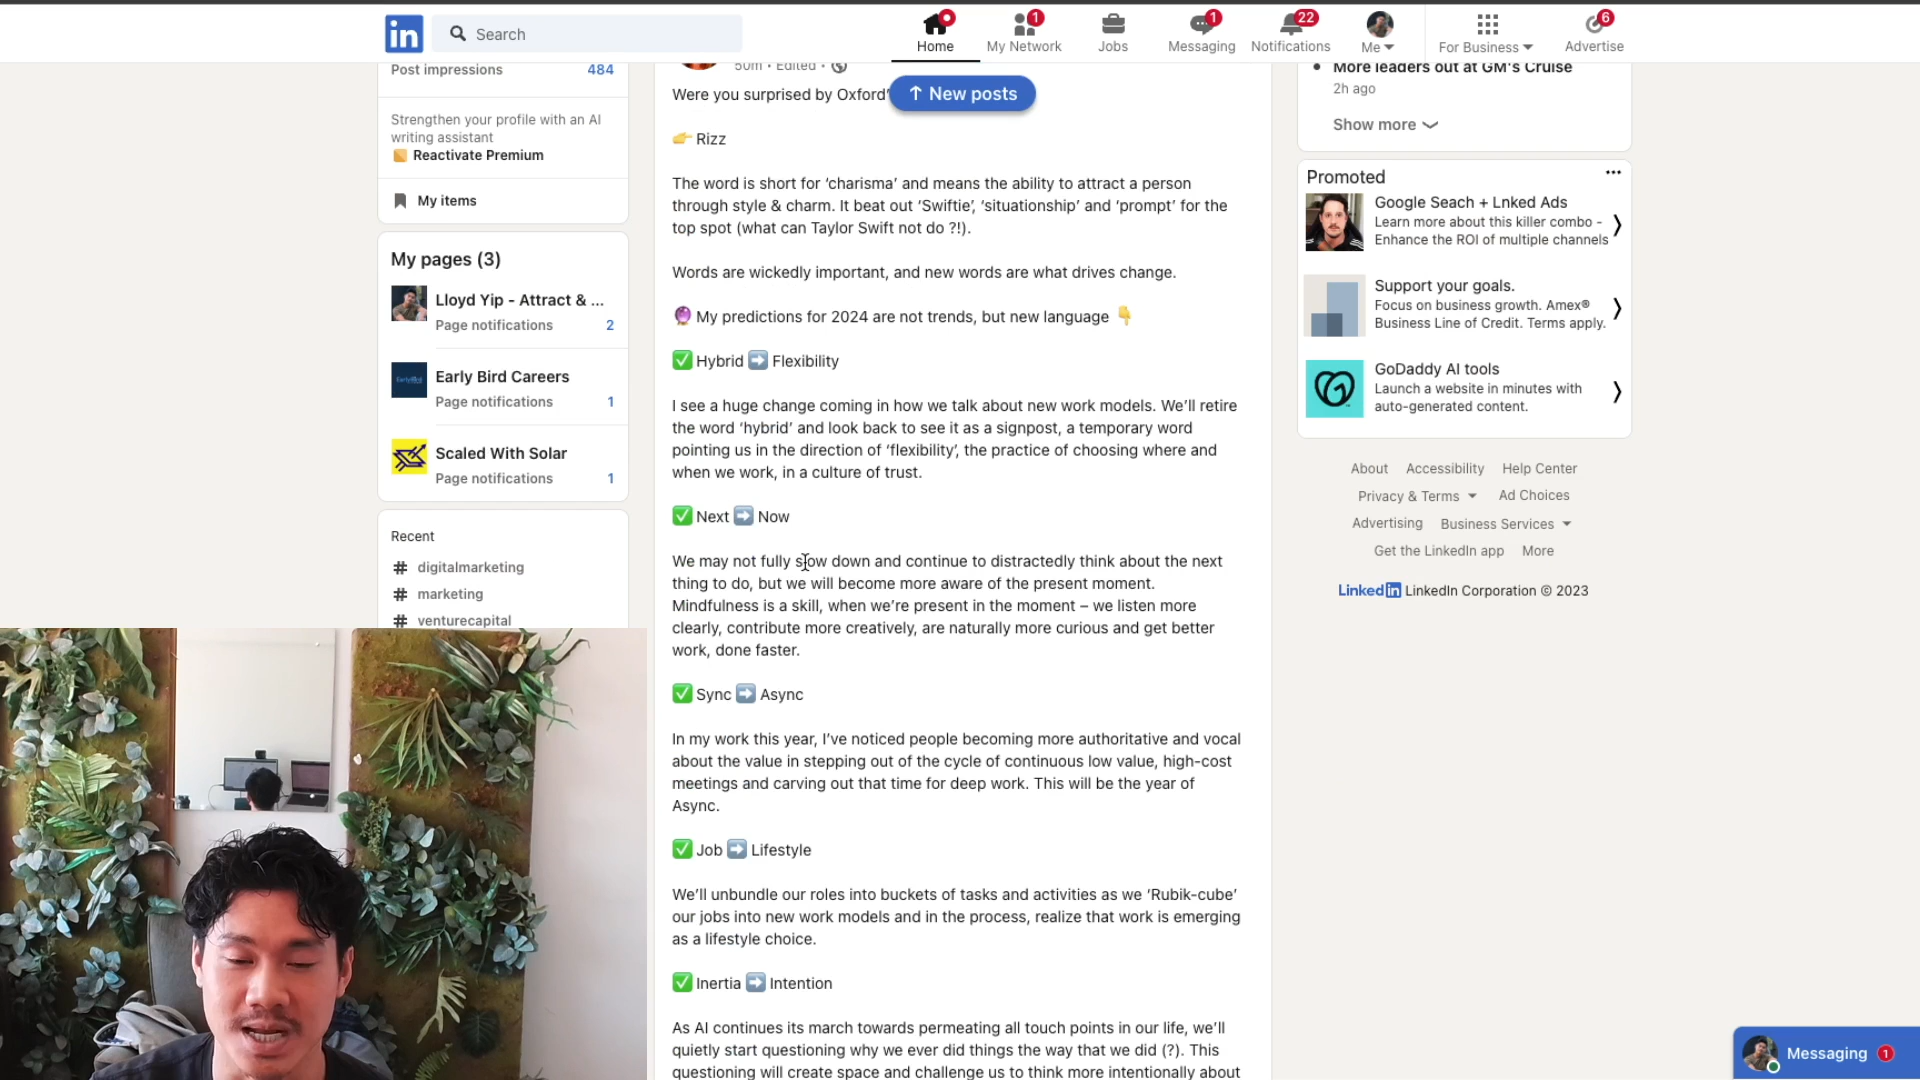 in
Search
Home
My Network
1
Jobs
Messaging
1
Notifications
22
Me
For Business
Advertise
6
Post impressions 484
Strengthen your profile with an AI
writing assistant
Reactivate Premium
My items
My pages (3)
Lloyd Yip - Attract & ...
Page notifications 2
Early Bird Careers
Page notifications 1
Scaled With Solar
Page notifications 1
Recent
# digitalmarketing
# marketing
# venturecapital
50m • Edited •
↑ New posts
Were you surprised by Oxford'
👉 Rizz
The word is short for ‘charisma’ and means the ability to attract a person
through style & charm. It beat out ‘Swiftie’, ‘situationship’ and ‘prompt’ for the
top spot (what can Taylor Swift not do ?!).
Words are wickedly important, and new words are what drives change.
🔮 My predictions for 2024 are not trends, but new language 👇
✅ Hybrid ➡️ Flexibility
I see a huge change coming in how we talk about new work models. We’ll retire
the word ‘hybrid’ and look back to see it as a signpost, a temporary word
pointing us in the direction of ‘flexibility’, the practice of choosing where and
when we work, in a culture of trust.
✅ Next ➡️ Now
We may not fully slow down and continue to distractedly think about the next
thing to do, but we will become more aware of the present moment.
Mindfulness is a skill, when we’re present in the moment – we listen more
clearly, contribute more creatively, are naturally more curious and get better
work, done faster.
✅ Sync ➡️ Async
In my work this year, I’ve noticed people becoming more authoritative and vocal
about the value in stepping out of the cycle of continuous low value, high-cost
meetings and carving out that time for deep work. This will be the year of
Async.
✅ Job ➡️ Lifestyle
We’ll unbundle our roles into buckets of tasks and activities as we ‘Rubik-cube’
our jobs into new work models and in the process, realize that work is emerging
as a lifestyle choice.
✅ Inertia ➡️ Intention
As AI continues its march towards permeating all touch points in our life, we’ll
quietly start questioning why we ever did things the way that we did (?). This
questioning will create space and challenge us to think more intentionally about
• More leaders out at GM's Cruise
2h ago
Show more
Promoted
Google Seach + Lnked Ads
Learn more about this killer combo -
Enhance the ROI of multiple channels
Support your goals.
Focus on business growth. Amex®
Business Line of Credit. Terms apply.
GoDaddy AI tools
Launch a website in minutes with
auto-generated content.
About Accessibility Help Center
Privacy & Terms Ad Choices
Advertising Business Services
Get the LinkedIn app More
LinkedIn LinkedIn Corporation © 2023
Messaging 1